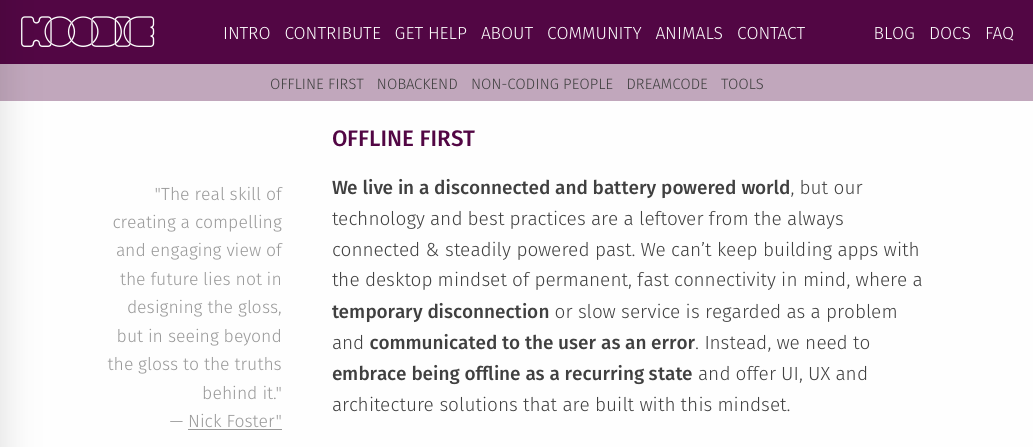 HOODIE
INTRO CONTRIBUTE GET HELP ABOUT COMMUNITY ANIMALS CONTACT BLOG DOCS FAQ
OFFLINE FIRST NOBACKEND NON-CODING PEOPLE DREAMCODE TOOLS
OFFLINE FIRST
"The real skill of
creating a compelling
and engaging view of
the future lies not in
designing the gloss,
but in seeing beyond
the gloss to the truths
behind it."
— Nick Foster"
We live in a disconnected and battery powered world, but our
technology and best practices are a leftover from the always
connected & steadily powered past. We can’t keep building apps with
the desktop mindset of permanent, fast connectivity in mind, where a
temporary disconnection or slow service is regarded as a problem
and communicated to the user as an error. Instead, we need to
embrace being offline as a recurring state and offer UI, UX and
architecture solutions that are built with this mindset.